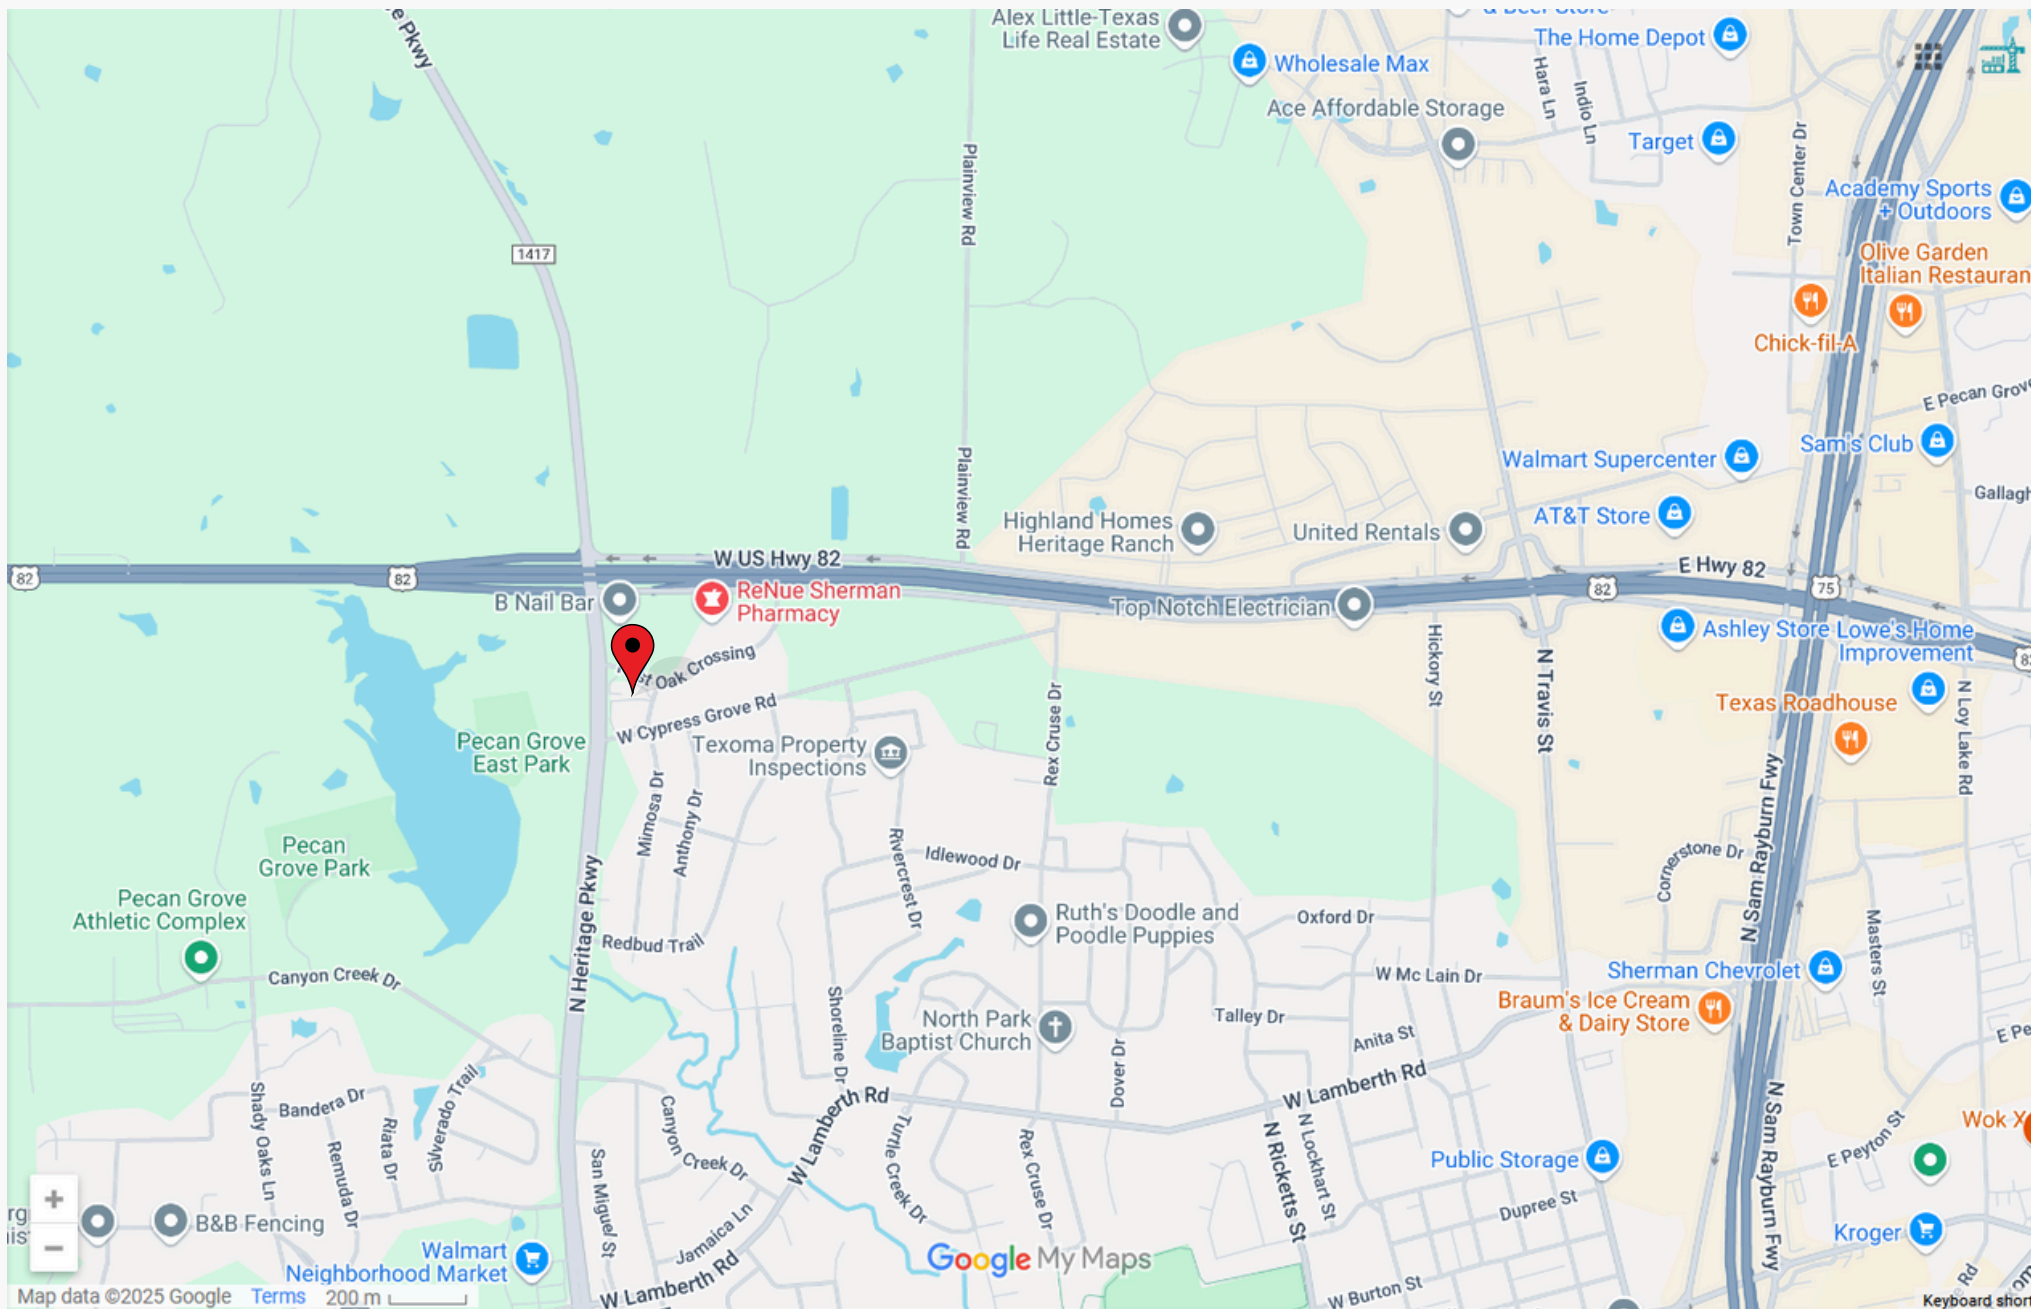 Alex Little-Texas
Life Real Estate
Wholesale Max
The Home Depot
Hara Ln
Indio Ln
Ace Affordable Storage
Target
Town Center Dr
Academy Sports
+ Outdoors
Plainview Rd
1417
Olive Garden
Italian Restauran
Chick-fil-A
E Pecan Grove
Sam's Club
Walmart Supercenter
Plainview Rd
Highland Homes
Heritage Ranch
United Rentals
AT&T Store
W US Hwy 82
E Hwy 82
82
82
82
75
B Nail Bar
ReNue Sherman
Pharmacy
Top Notch Electrician
Ashley Store
Lowe's Home
Improvement
Oak Crossing
Hickory St
N Travis St
Texas Roadhouse
N Loy Lake Rd
W Cypress Grove Rd
Rex Cruse Dr
Pecan Grove
East Park
Texoma Property
Inspections
Mimosa Dr
Anthony Dr
N Sam Rayburn Fwy
Pecan
Grove Park
Rivercrest Dr
Idlewood Dr
Cornerstone Dr
Pecan Grove
Athletic Complex
N Heritage Pkwy
Ruth's Doodle and
Poodle Puppies
Oxford Dr
Masters St
Redbud Trail
Canyon Creek Dr
W Mc Lain Dr
Sherman Chevrolet
Braum's Ice Cream
& Dairy Store
Shoreline Dr
North Park
Baptist Church
Talley Dr
Anita St
E Pe
Dover Dr
W Lamberth Rd
W Lamberth Rd
Shady Oaks Ln
Bandera Dr
Riata Dr
Silverado Trail
Remuda Dr
San Miguel St
Canyon Creek Dr
W Lamberth Rd
Turtle Creek Dr
Rex Cruse Dr
N Ricketts St
N Lockhart St
Public Storage
N Sam Rayburn Fwy
E Peyton St
Wok X
Dupree St
B&B Fencing
Jamaica Ln
Kroger
Walmart
Neighborhood Market
W Lamberth Rd
Google My Maps
W Burton St
Map data ©2025 Google Terms 200 m
Keyboard short